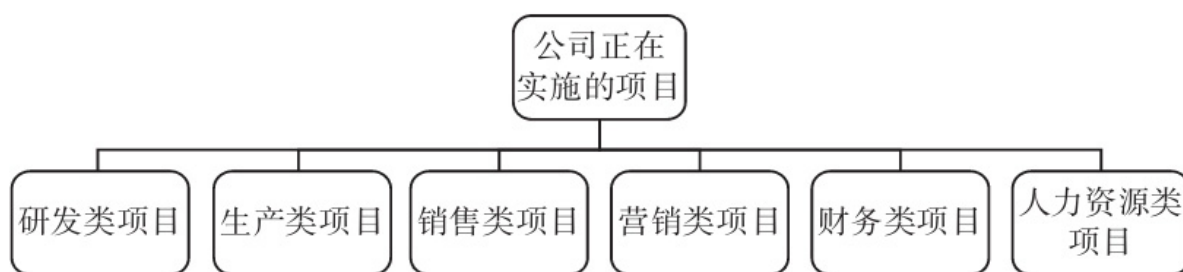 公司正在
实施的项目
研发类项目
生产类项目
销售类项目
营销类项目
财务类项目
人力资源类
项目